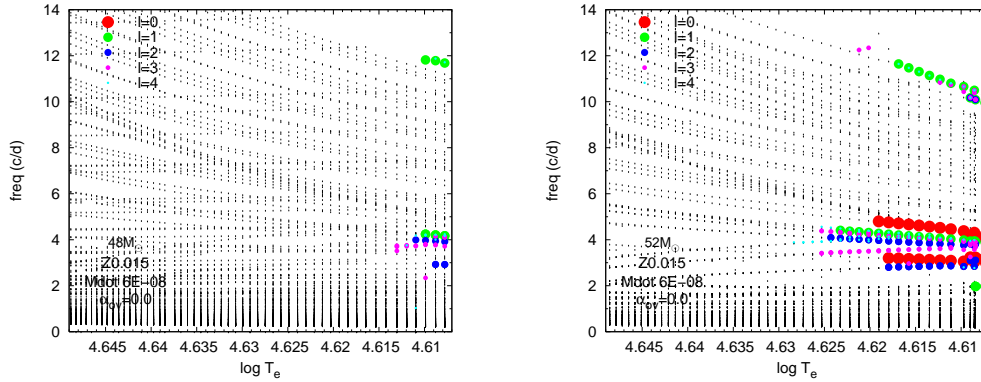 14
12
10
8
6
4
2
0
freq (c/d)
l=0
l=1
l=2
l=3
l=4
48M⊙
Z0.015
Mdot 6E−08
α_ov=0.0
4.645 4.64 4.635 4.63 4.625 4.62 4.615 4.61
log T_e
14
12
10
8
6
4
2
0
freq (c/d)
l=0
l=1
l=2
l=3
l=4
52M⊙
Z0.015
Mdot 6E−08
α_ov=0.0
4.645 4.64 4.635 4.63 4.625 4.62 4.615 4.61
log T_e